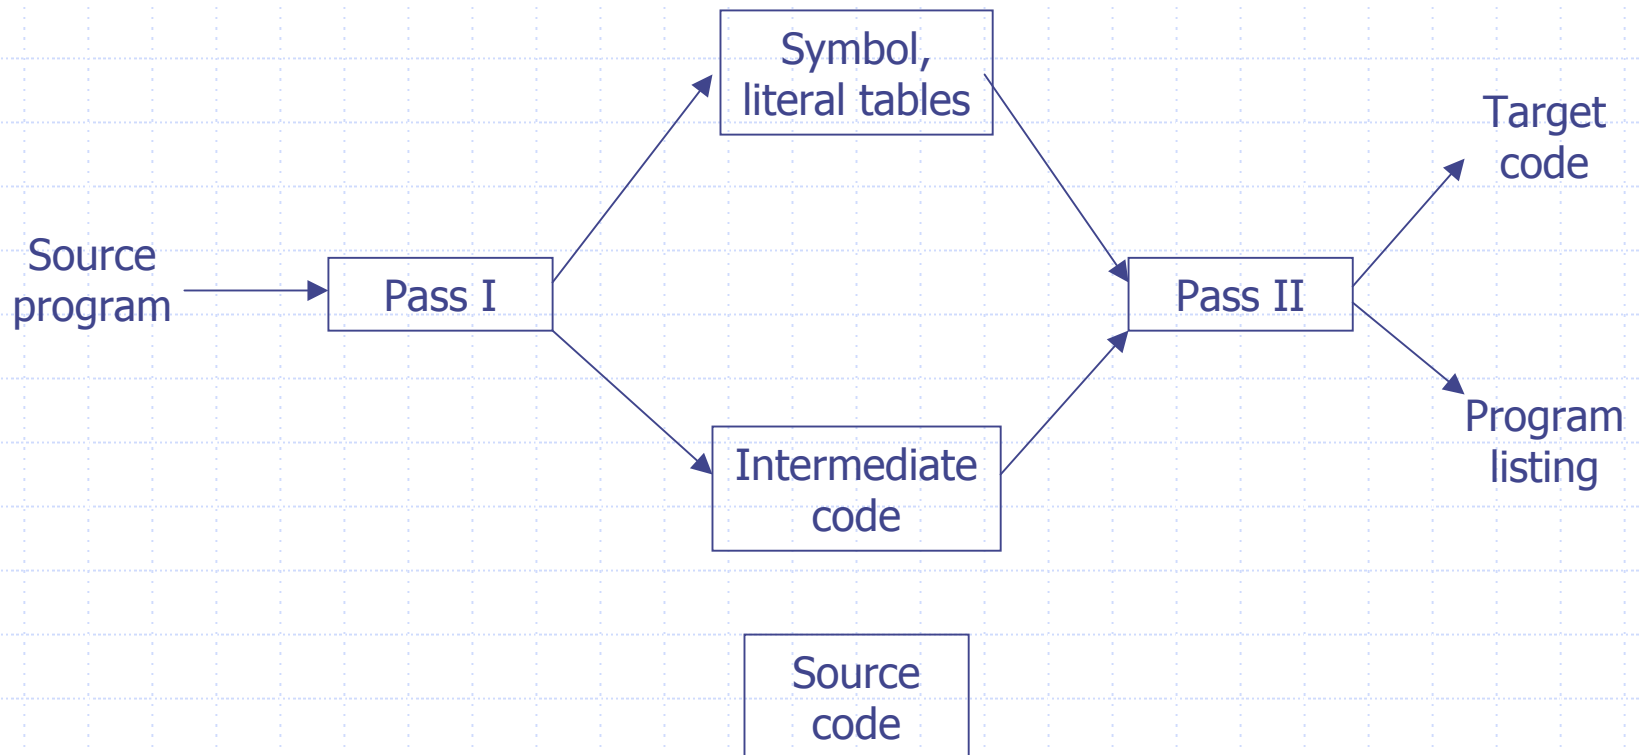 Symbol,
literal tables
Target
code
Source
program
Pass I
Pass II
Program
listing
Intermediate
code
Source
code